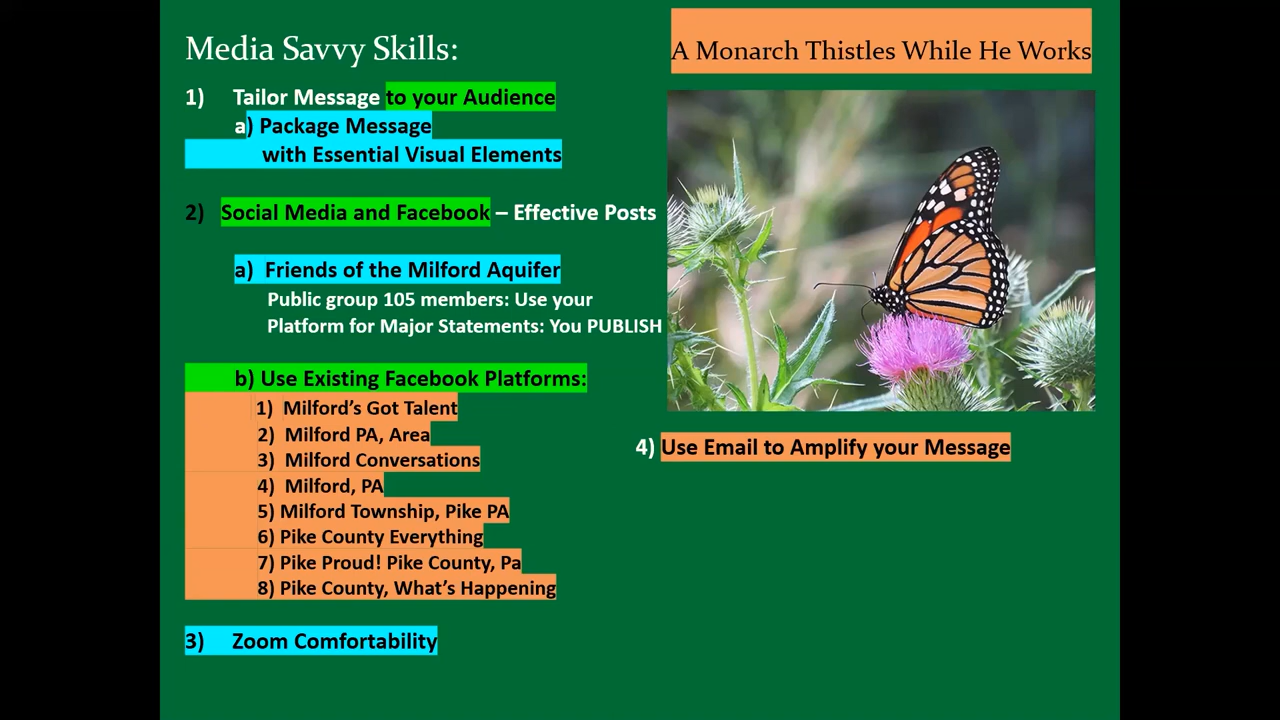 Media Savvy Skills:
A Monarch Thistles While He Works
1) Tailor Message to your Audience
a) Package Message
with Essential Visual Elements
2) Social Media and Facebook – Effective Posts
a) Friends of the Milford Aquifer
Public group 105 members: Use your
Platform for Major Statements: You PUBLISH
b) Use Existing Facebook Platforms:
1) Milford’s Got Talent
2) Milford PA, Area
3) Milford Conversations
4) Milford, PA
5) Milford Township, Pike PA
6) Pike County Everything
7) Pike Proud! Pike County, Pa
8) Pike County, What’s Happening
3) Zoom Comfortability
4) Use Email to Amplify your Message